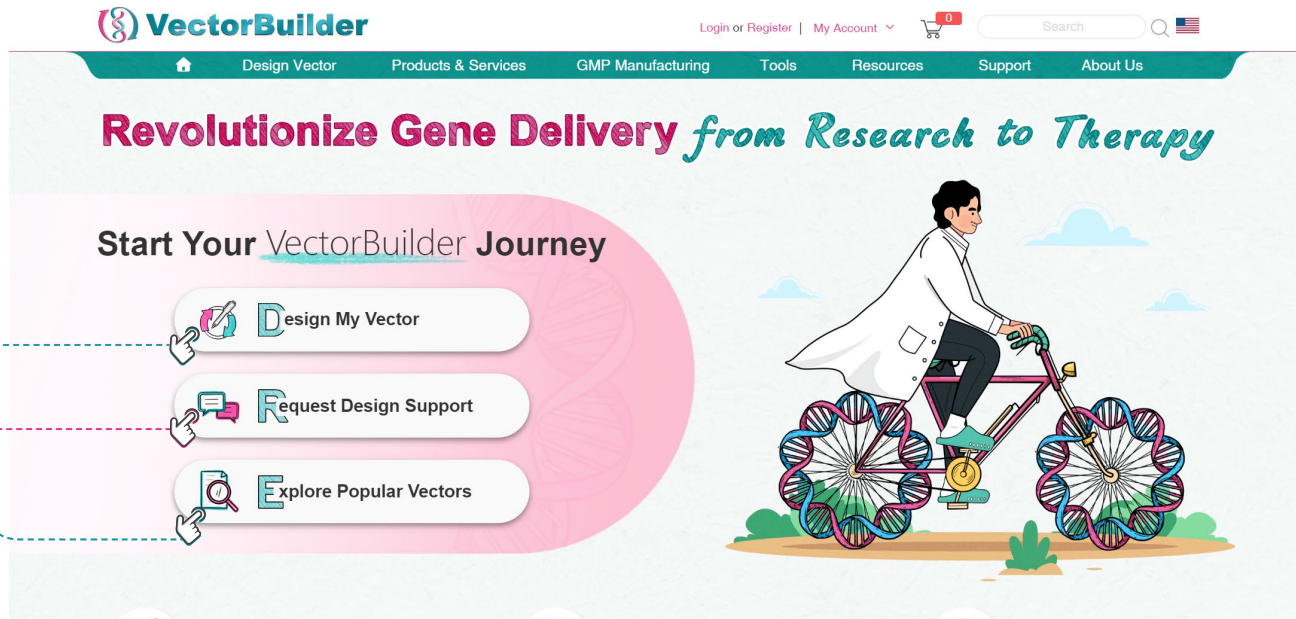 VectorBuilder
Login or Register | My Account
0
Search
Design Vector Products & Services GMP Manufacturing Tools Resources Support About Us
Revolutionize Gene Delivery from Research to Therapy
Start Your VectorBuilder Journey
Design My Vector
Request Design Support
Explore Popular Vectors